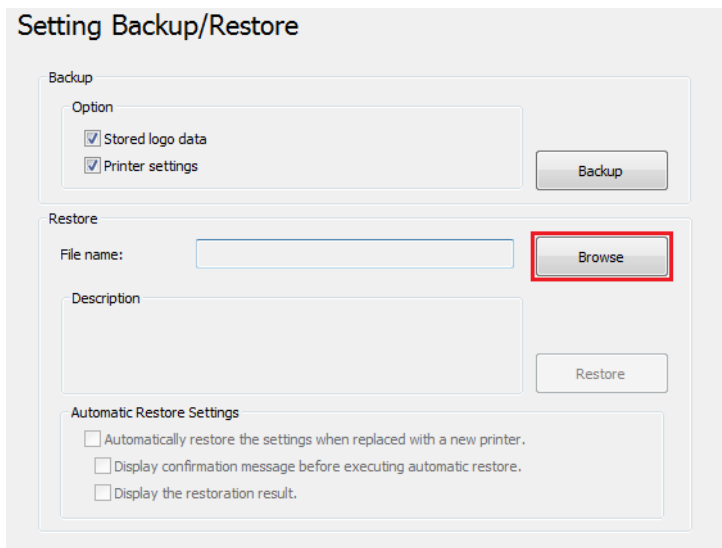 Setting Backup/Restore
Backup
Option
Stored logo data
Printer settings
Backup
Restore
File name:
Browse
Description
Restore
Automatic Restore Settings
Automatically restore the settings when replaced with a new printer.
Display confirmation message before executing automatic restore.
Display the restoration result.